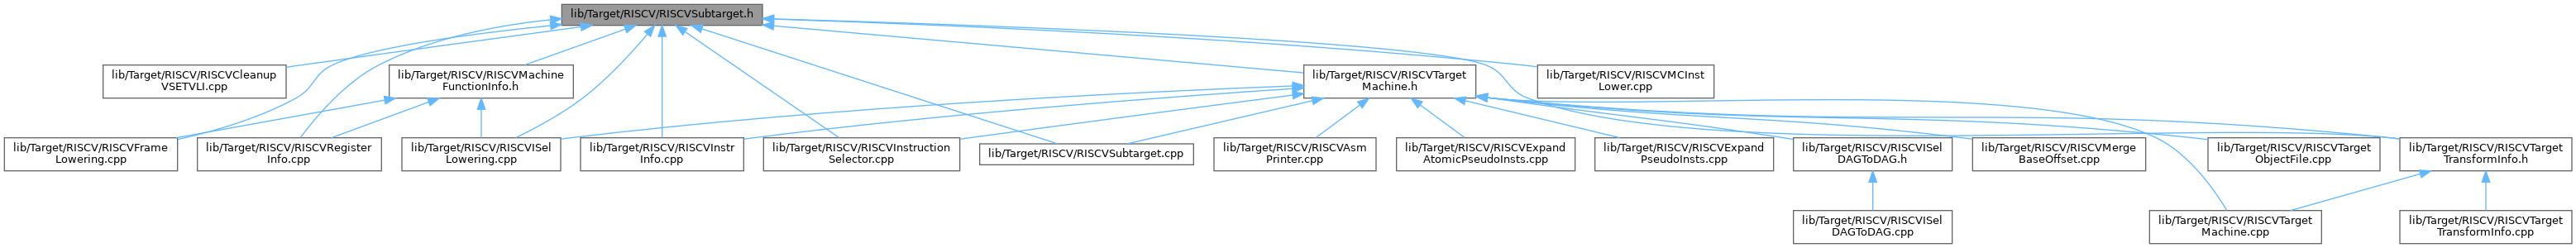 lib/Target/RISCV/RISCVSubtarget.h
lib/Target/RISCV/RISCVCleanup
VSETVLI.cpp
lib/Target/RISCV/RISCVMachine
FunctionInfo.h
lib/Target/RISCV/RISCVTarget
Machine.h
lib/Target/RISCV/RISCVMCInst
Lower.cpp
lib/Target/RISCV/RISCVFrame
Lowering.cpp
lib/Target/RISCV/RISCVRegister
Info.cpp
lib/Target/RISCV/RISCVISel
Lowering.cpp
lib/Target/RISCV/RISCVInstr
Info.cpp
lib/Target/RISCV/RISCVInstruction
Selector.cpp
lib/Target/RISCV/RISCVSubtarget.cpp
lib/Target/RISCV/RISCVAsm
Printer.cpp
lib/Target/RISCV/RISCVExpand
AtomicPseudoInsts.cpp
lib/Target/RISCV/RISCVExpand
PseudoInsts.cpp
lib/Target/RISCV/RISCVISel
DAGToDAG.h
lib/Target/RISCV/RISCVMerge
BaseOffset.cpp
lib/Target/RISCV/RISCVTarget
ObjectFile.cpp
lib/Target/RISCV/RISCVTarget
TransformInfo.h
lib/Target/RISCV/RISCVISel
DAGToDAG.cpp
lib/Target/RISCV/RISCVTarget
Machine.cpp
lib/Target/RISCV/RISCVTarget
TransformInfo.cpp